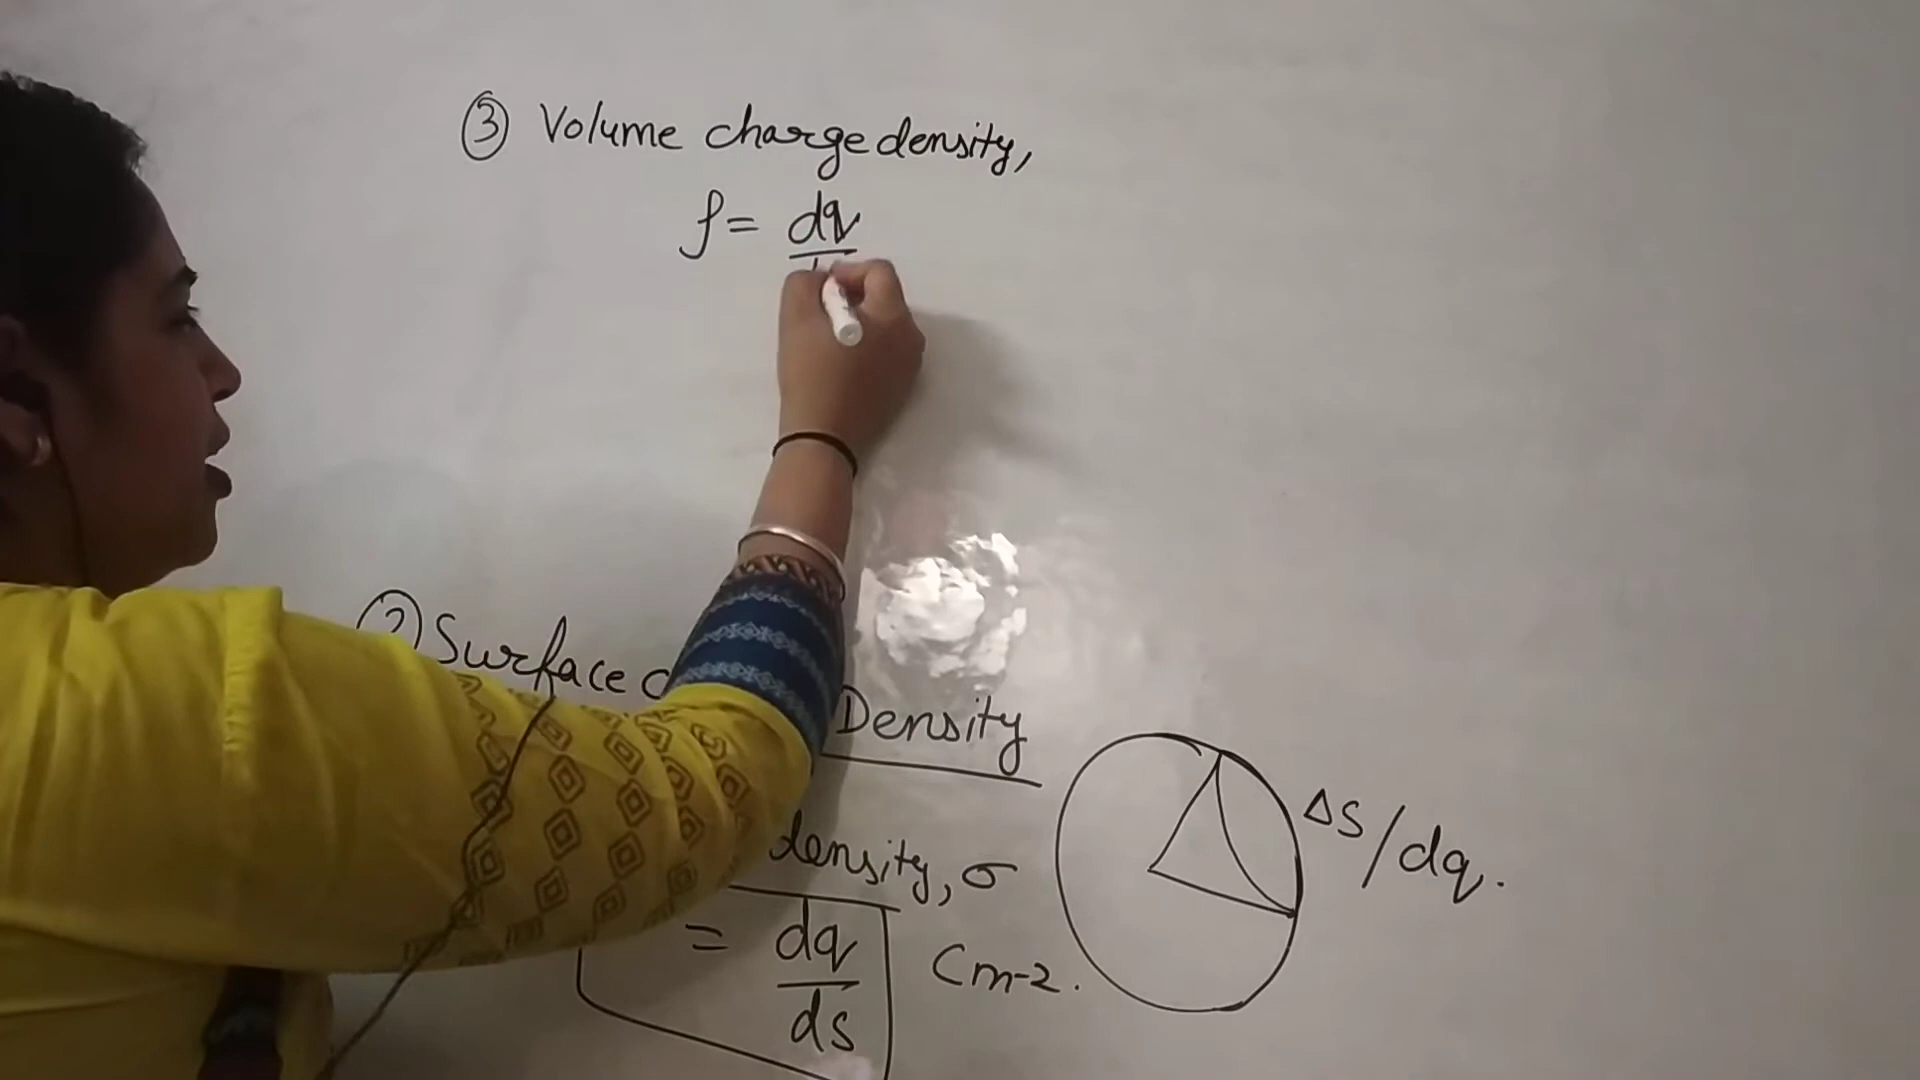 ③ Volume charge density,
ρ = dq
② Surface
Density
density, σ
= dq/ds Cm-2.
ΔS/dq.